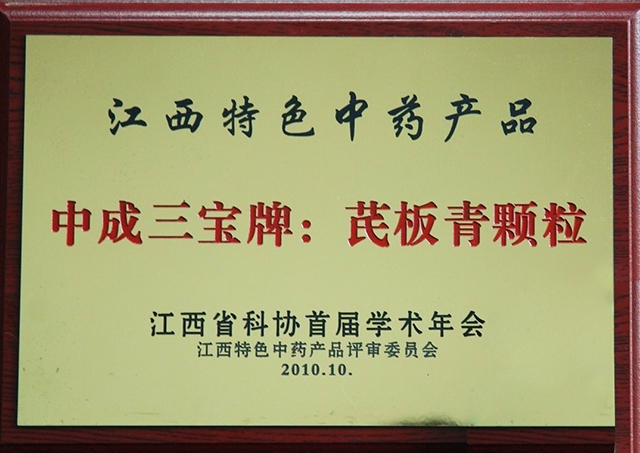 江西特色中药产品
中成三宝牌：芪板青颗粒
江西省科协首届学术年会
江西特色中药产品评审委员会
2010.10.